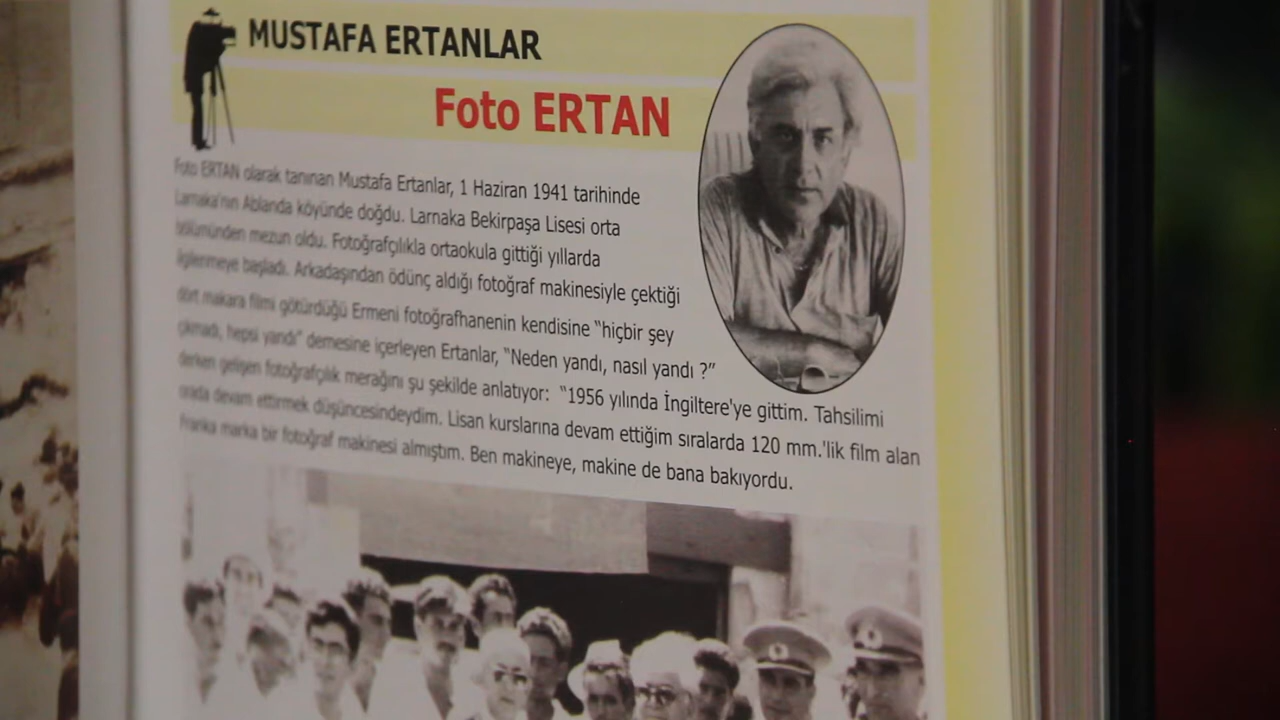 MUSTAFA ERTANLAR
Foto ERTAN
Foto ERTAN olarak tanınan Mustafa Ertanlar, 1 Haziran 1941 tarihinde
Larnaka'nın Ablanda köyünde doğdu. Larnaka Bekirpaşa Lisesi orta
bölümünden mezun oldu. Fotoğrafçılıkla ortaokula gittiği yıllarda
ilgilenmeye başladı. Arkadaşından ödünç aldığı fotoğraf makinesiyle çektiği
dört makara filmi götürdüğü Ermeni fotoğrafhanenin kendisine “hiçbir şey
çıkmadı, hepsi yandı” demesine içerleyen Ertanlar, “Neden yandı, nasıl yandı ?”
derken gelişen fotoğrafçılık merağını şu şekilde anlatıyor: “1956 yılında İngiltere'ye gittim. Tahsilimi
orada devam ettirmek düşüncesindeydim. Lisan kurslarına devam ettiğim sıralarda 120 mm.'lik film alan
Franka marka bir fotoğraf makinesi almıştım. Ben makineye, makine de bana bakıyordu.